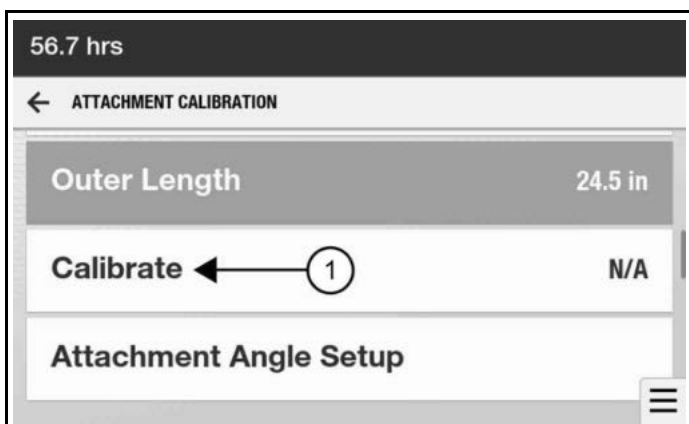 56.7 hrs
← ATTACHMENT CALIBRATION
Outer Length 24.5 in
Calibrate 1 N/A
Attachment Angle Setup